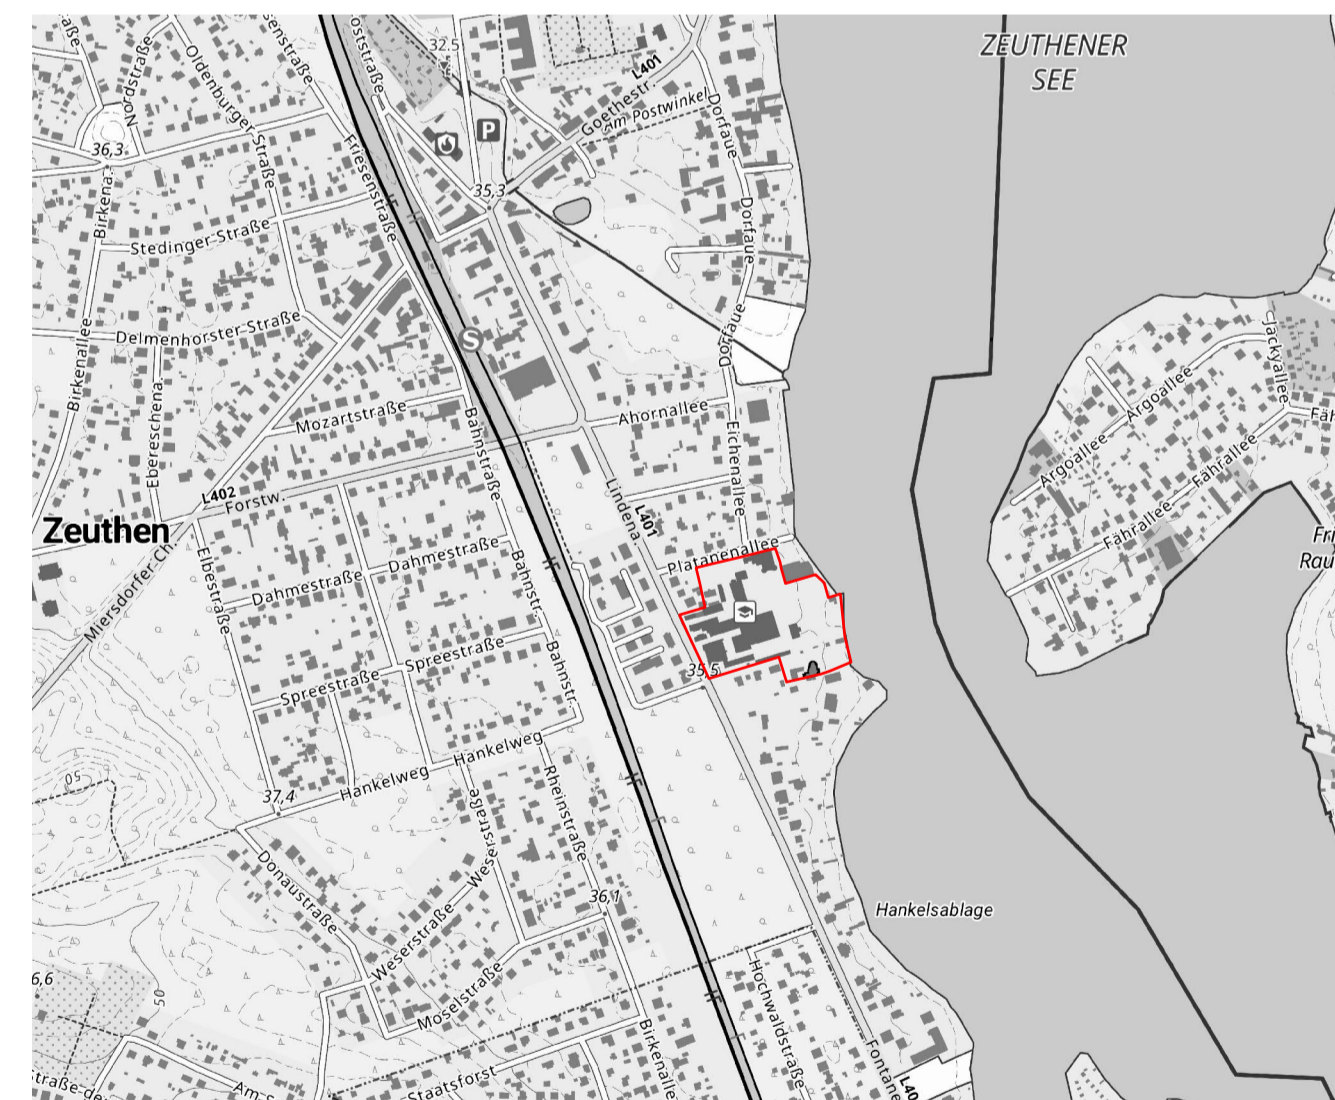 ZEUTHENER
SEE
32.5
L401
Goethestr.
Am Postwinkel
Dorfaue
Nordstraße
Oldenburger Straße
36,3
Friesenstraße
P
35,3
Birkena.
Stedinger Straße
Dorfaue
Delmenhorster Straße
S
Dorfaue
Birkenallee
Ebereschena.
Mozartstraße
Bahnstraße
Ahornallee
Eichenallee
Jackyallee
Argoallee
Argoallee
Fährallee
Fährallee
L402
Forstw.
Lindena.
L401
Zeuthen
Miersdorfer Ch.
Elbestraße
Dahmestraße
Dahmestraße
Bahnstr.
Platanenallee
Spreestraße
Spreestraße
Bahnstr.
35,5
Hankelweg
Hankelweg
37,4
50
Rheinstraße
Weserstraße
Donaustraße
Weserstraße
Weser
36,1
Hankelsablage
Moselstraße
50
Hochwaldstraße
Staatsforst